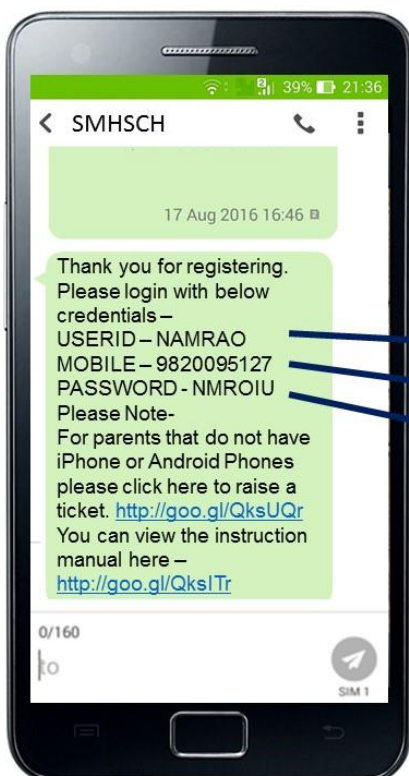 39% 21:36
SMHSCH
17 Aug 2016 16:46
Thank you for registering.
Please login with below
credentials –
USERID – NAMRAO
MOBILE – 9820095127
PASSWORD - NMROIU
Please Note-
For parents that do not have
iPhone or Android Phones
please click here to raise a
ticket. http://goo.gl/QksUQr
You can view the instruction
manual here –
http://goo.gl/QksITr
0/160
to
SIM 1